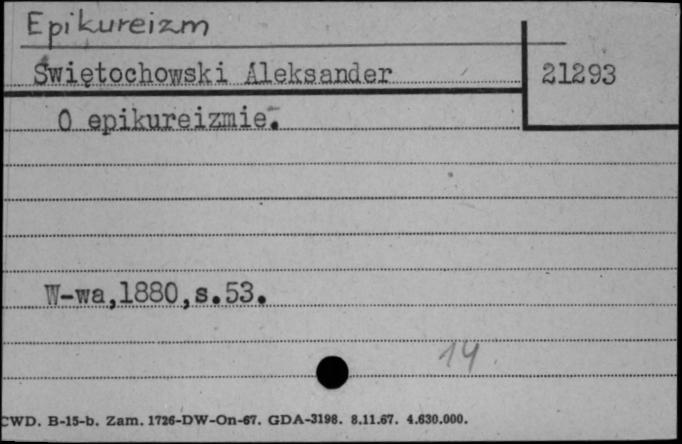 Epikureizm
Świętochowski Aleksander 21293
O epikureizmie.
W-wa,1880,s.53.
14
CWD. B-15-b. Zam. 1726-DW-On-67. GDA-3198. 8.11.67. 4.630.000.